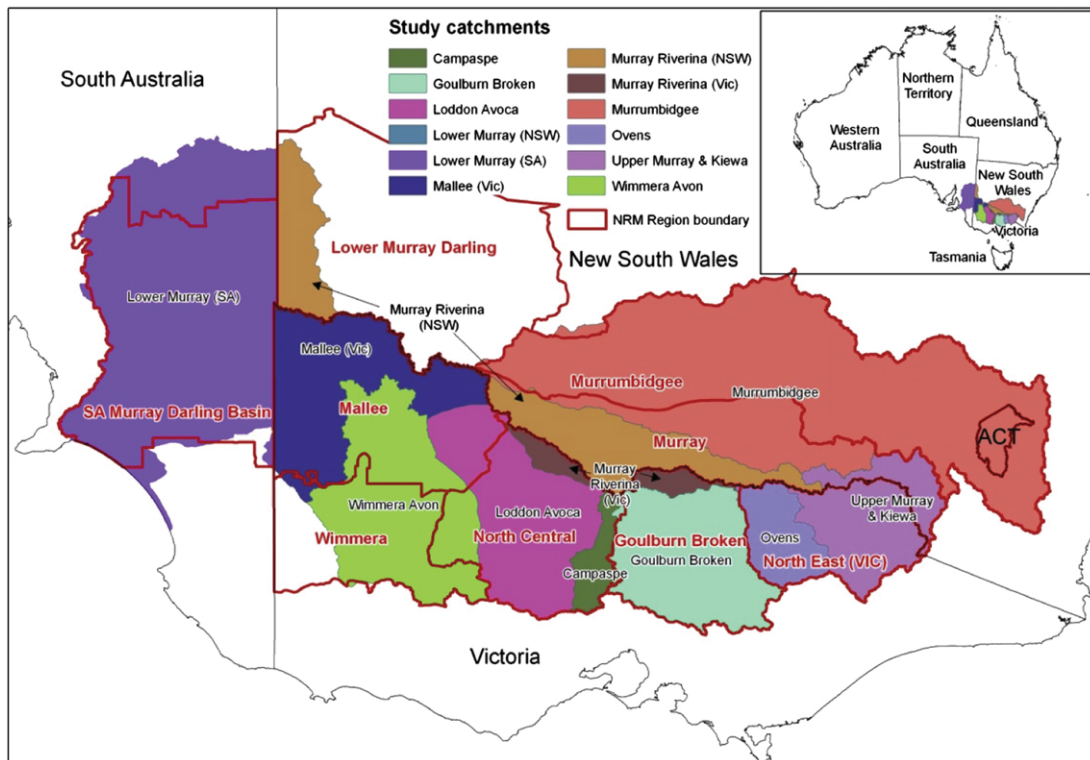 Study catchments
Campaspe
Goulburn Broken
Loddon Avoca
Lower Murray (NSW)
Lower Murray (SA)
Mallee (Vic)
Murray Riverina (NSW)
Murray Riverina (Vic)
Murrumbidgee
Ovens
Upper Murray & Kiewa
Wimmera Avon
NRM Region boundary
Northern
Territory
Western
Australia
Queensland
South
Australia
New South
Wales
Victoria
Tasmania
South Australia
Lower Murray Darling
New South Wales
Lower Murray (SA)
Murray Riverina
(NSW)
Mallee (Vic)
Murrumbidgee
Murrumbidgee
Mallee
SA Murray Darling Basin
Murray
ACT
Murray
Riverina
(Vic)
Wimmera Avon
Upper Murray
& Kiewa
Loddon Avoca
Wimmera
North Central
Goulburn Broken
Ovens
Goulburn Broken
North East (VIC)
Campaspe
Victoria